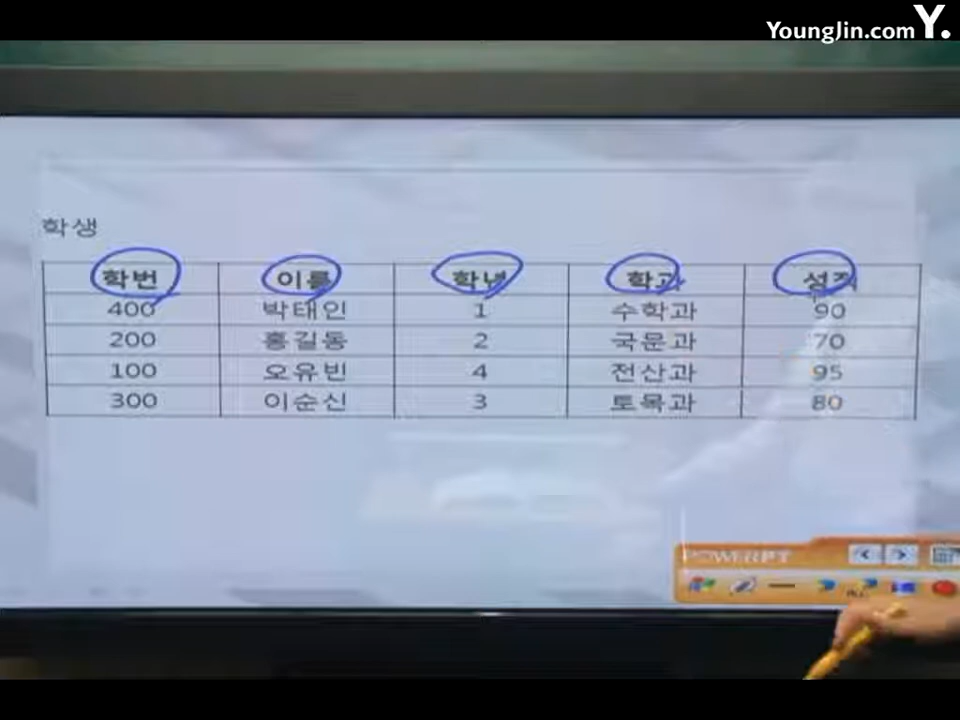 YoungJin.com Y.
학생
학번 이름 학년 학과 성적
400 박태인 1 수학과 90
200 홍길동 2 국문과 70
100 오유빈 4 전산과 95
300 이순신 3 토목과 80
POWERPT